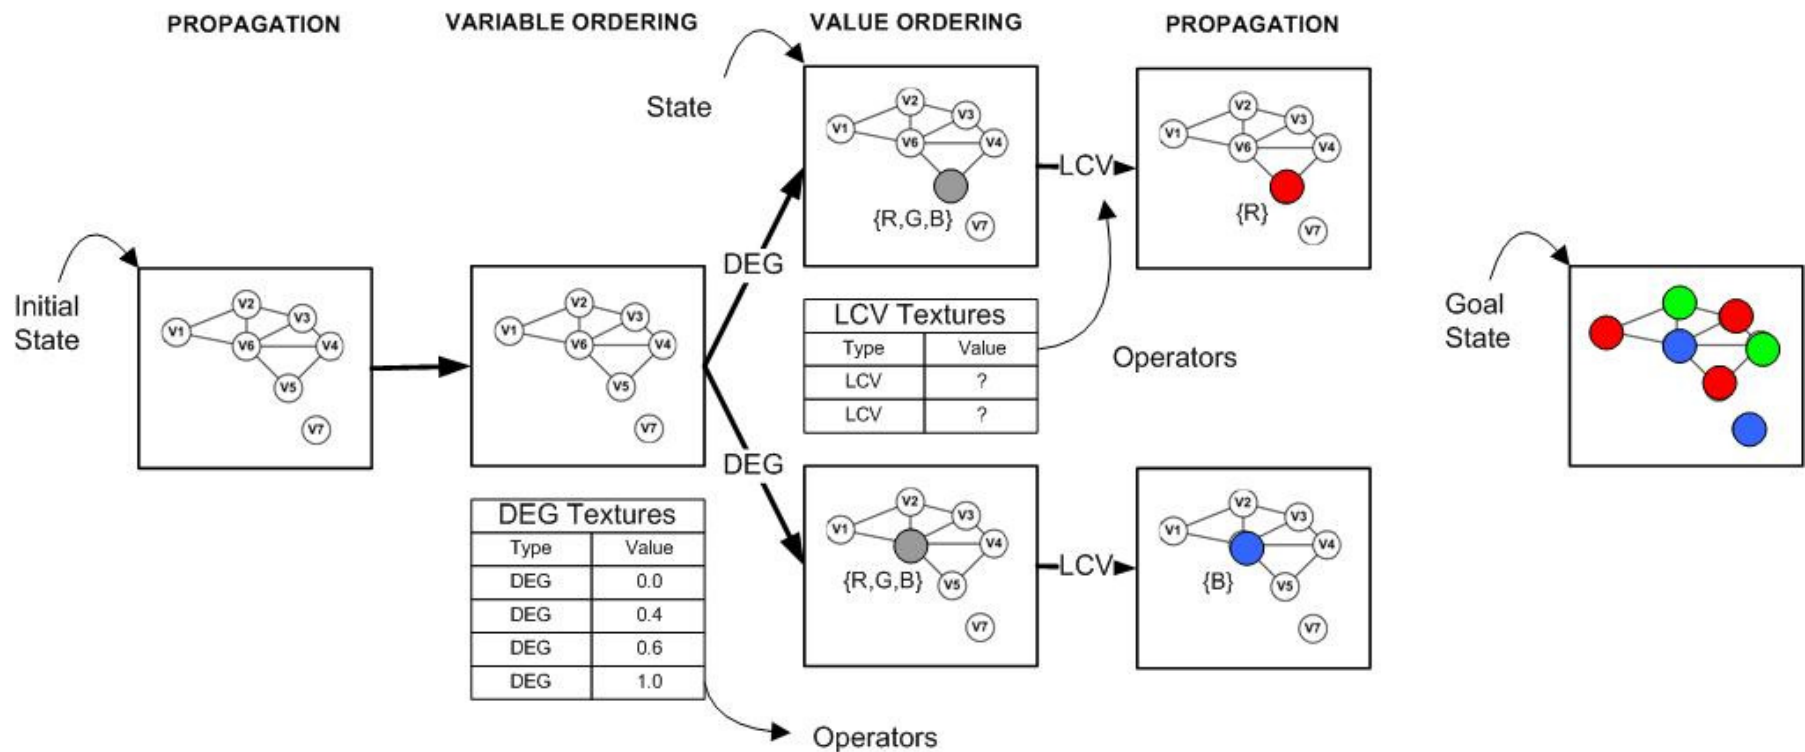 PROPAGATION
VARIABLE ORDERING
VALUE ORDERING
PROPAGATION
Initial
State
V1
V2
V3
V4
V5
V6
V7
V1
V2
V3
V4
V5
V6
V7
DEG Textures
Type Value
DEG 0.0
DEG 0.4
DEG 0.6
DEG 1.0
Operators
DEG
DEG
State
V1
V2
V3
V4
V6
{R,G,B}
V7
LCV
V1
V2
V3
V4
V6
{R}
V7
LCV Textures
Type Value
LCV ?
LCV ?
Operators
V1
V2
V3
V4
{R,G,B}
V5
V7
LCV
V1
V2
V3
V4
{B}
V5
V7
Goal
State